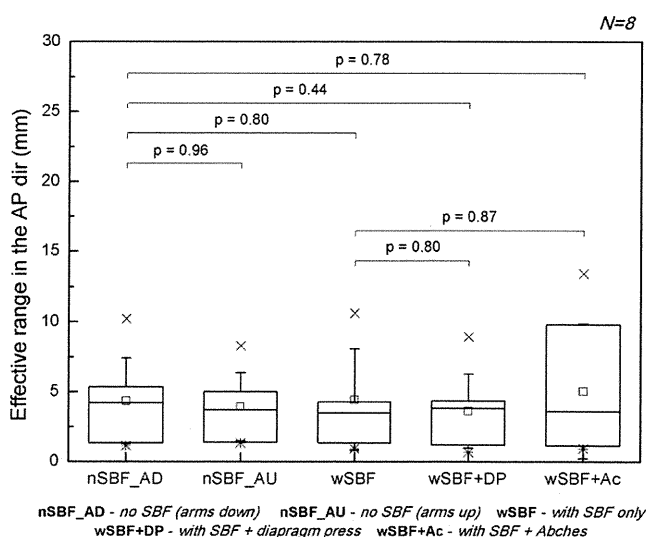 N=8
30
25
20
15
10
5
0
Effective range in the AP dir (mm)
p = 0.78
p = 0.44
p = 0.80
p = 0.96
p = 0.87
p = 0.80
nSBF_AD nSBF_AU wSBF wSBF+DP wSBF+Ac
nSBF_AD - no SBF (arms down) nSBF_AU - no SBF (arms up) wSBF - with SBF only
wSBF+DP - with SBF + diapragm press wSBF+Ac - with SBF + Abches